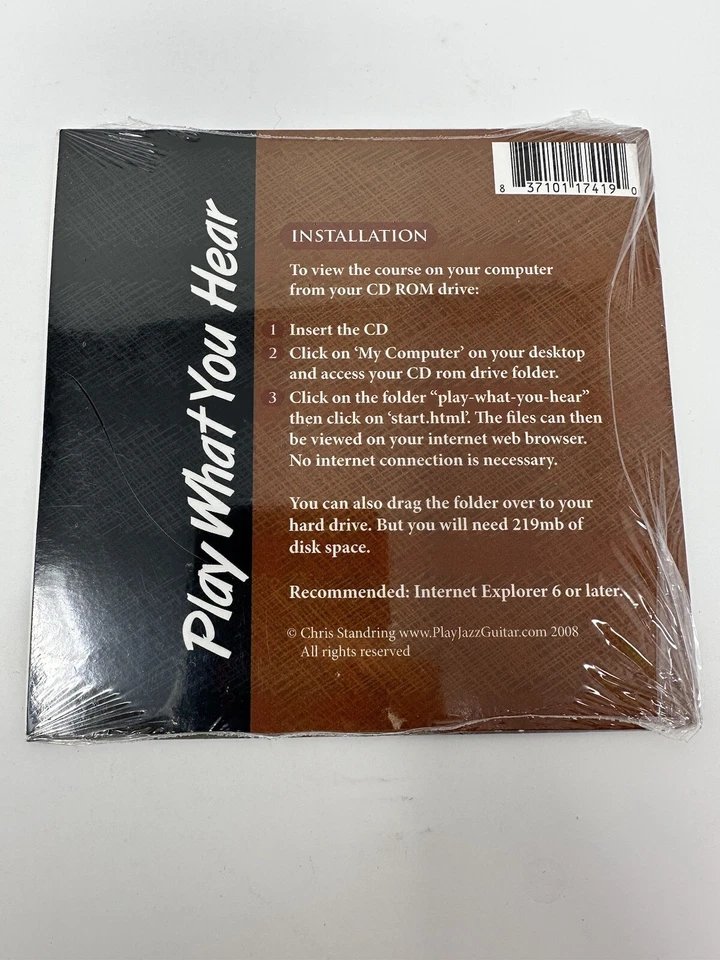 Play What You Hear
8 37101 17419 0
INSTALLATION
To view the course on your computer
from your CD ROM drive:
1 Insert the CD
2 Click on ‘My Computer’ on your desktop
and access your CD rom drive folder.
3 Click on the folder “play-what-you-hear”
then click on ‘start.html’. The files can then
be viewed on your internet web browser.
No internet connection is necessary.
You can also drag the folder over to your
hard drive. But you will need 219mb of
disk space.
Recommended: Internet Explorer 6 or later.
© Chris Standring www.PlayJazzGuitar.com 2008
All rights reserved